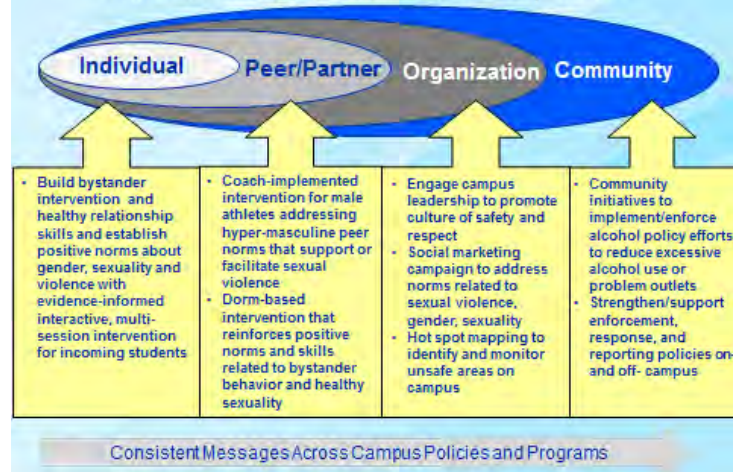 Individual
Peer/Partner
Organization
Community
• Build bystander
intervention and
healthy relationship
skills and establish
positive norms about
gender, sexuality and
violence with
evidence-informed
interactive, multi-
session intervention
for incoming students
• Coach-implemented
intervention for male
athletes addressing
hyper-masculine peer
norms that support or
facilitate sexual
violence
• Dorm-based
intervention that
reinforces positive
norms and skills
related to bystander
behavior and healthy
sexuality
• Engage campus
leadership to promote
culture of safety and
respect
• Social marketing
campaign to address
norms related to
sexual violence,
gender, sexuality
• Hot spot mapping to
identify and monitor
unsafe areas on
campus
• Community
initiatives to
implement/enforce
alcohol policy efforts
to reduce excessive
alcohol use or
problem outlets
• Strengthen/support
enforcement,
response, and
reporting policies on-
and off- campus
Consistent Messages Across Campus Policies and Programs